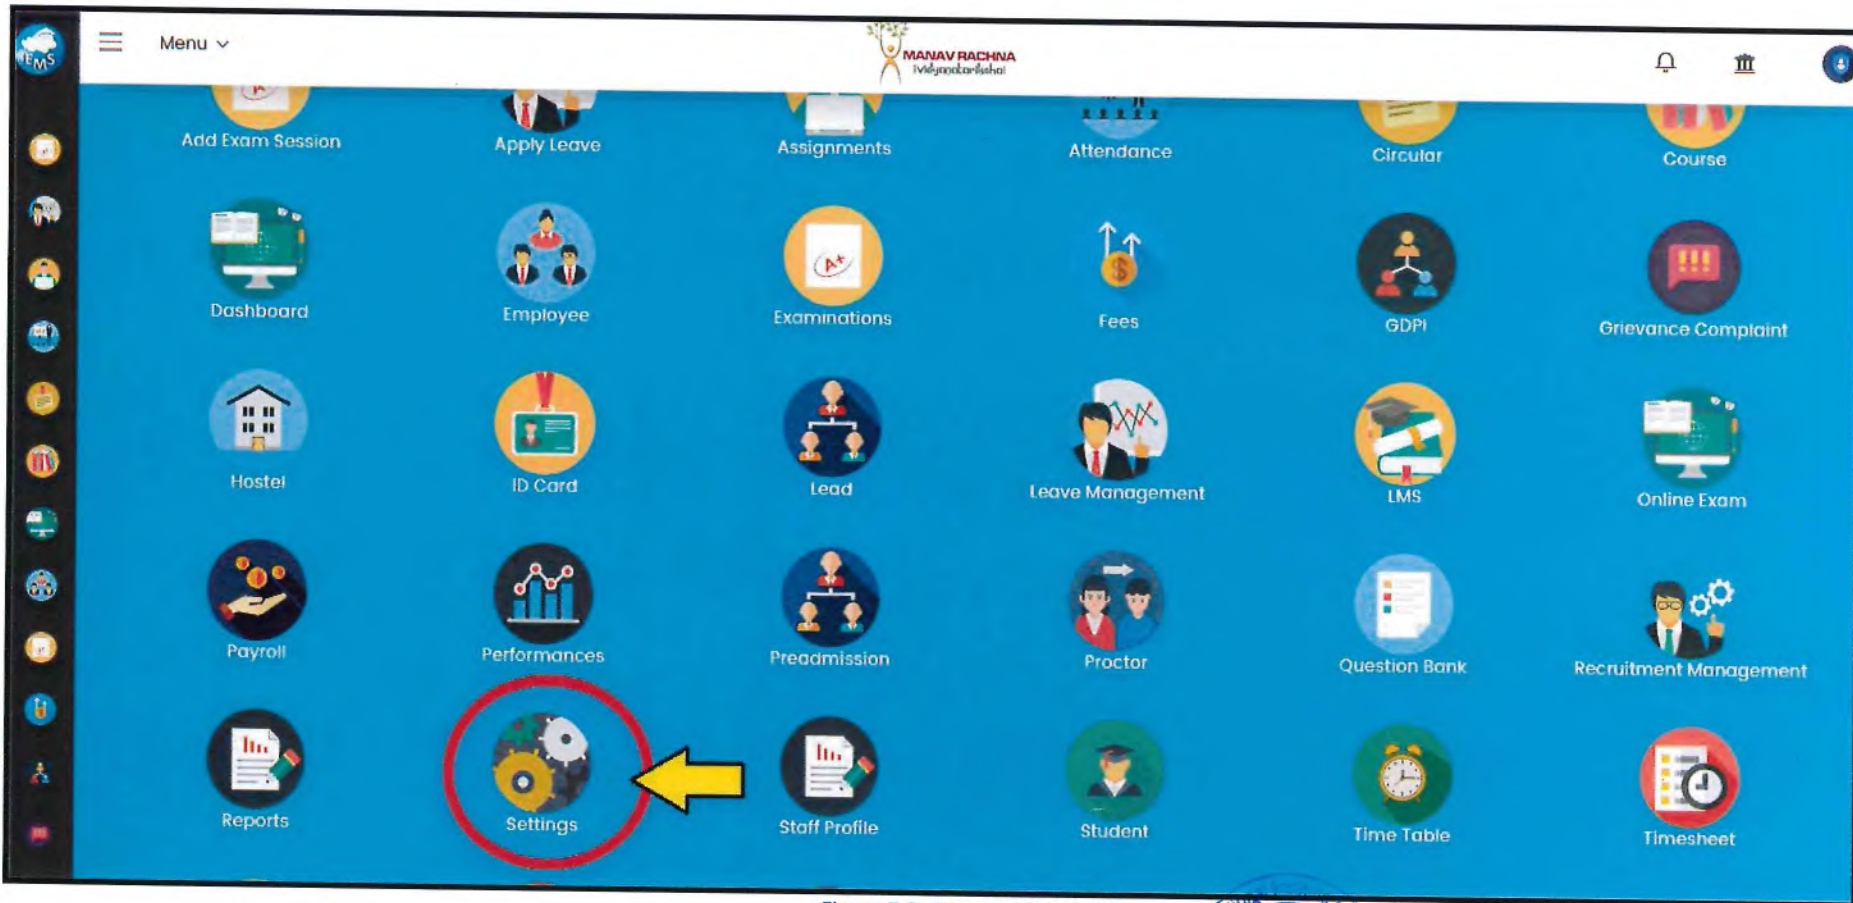 EMS
Menu
MANAV RACHNA
Add Exam Session
Apply Leave
Assignments
Attendance
Circular
Course
Dashboard
Employee
Examinations
Fees
GDPI
Grievance Complaint
Hostel
ID Card
Lead
Leave Management
LMS
Online Exam
Payroll
Performances
Preadmission
Proctor
Question Bank
Recruitment Management
Reports
Settings
Staff Profile
Student
Time Table
Timesheet